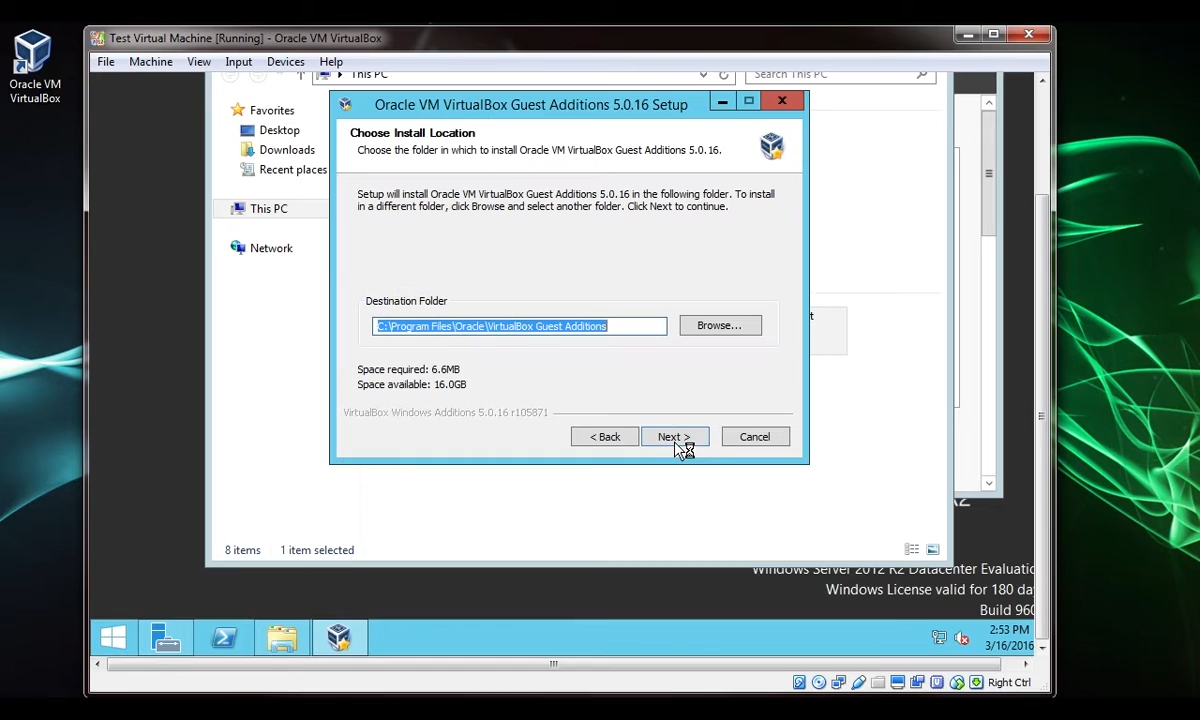 Oracle VM
VirtualBox
Test Virtual Machine [Running] - Oracle VM VirtualBox
File Machine View Input Devices Help
This PC
Search This PC
Favorites
Desktop
Downloads
Recent places
This PC
Network
Oracle VM VirtualBox Guest Additions 5.0.16 Setup
Choose Install Location
Choose the folder in which to install Oracle VM VirtualBox Guest Additions 5.0.16.
Setup will install Oracle VM VirtualBox Guest Additions 5.0.16 in the following folder. To install
in a different folder, click Browse and select another folder. Click Next to continue.
Destination Folder
C:\Program Files\Oracle\VirtualBox Guest Additions
Browse...
Space required: 6.6MB
Space available: 16.0GB
VirtualBox Windows Additions 5.0.16 r105871
< Back Next > Cancel
8 items 1 item selected
Windows Server 2012 R2 Datacenter Evaluatio
Windows License valid for 180 da
Build 960
2:53 PM
3/16/2016
Right Ctrl